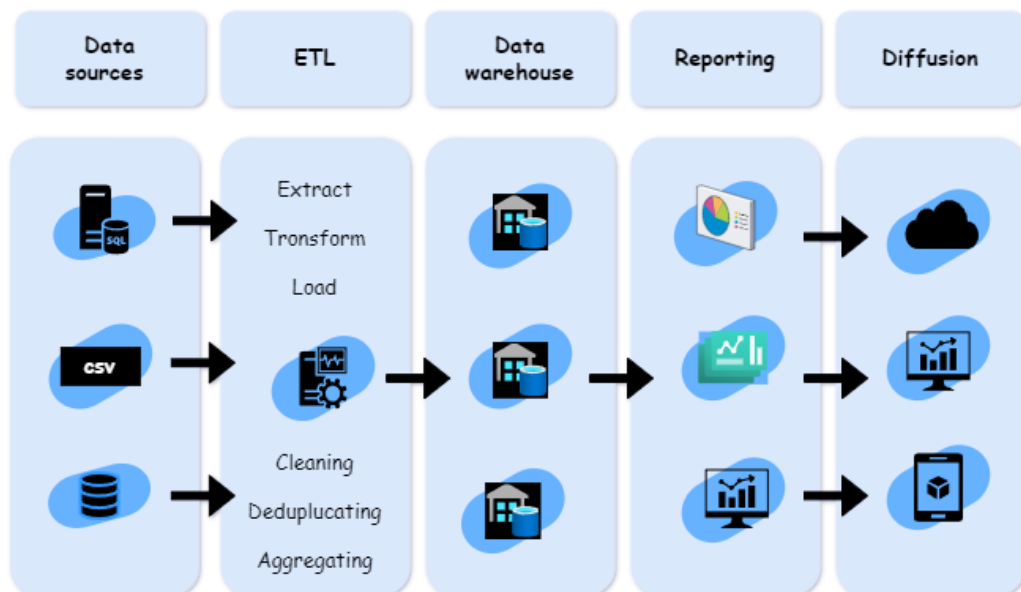 Data
sources
ETL
Data
warehouse
Reporting
Diffusion
Extract
Tronsform
Load
SQL
CSV
Cleaning
Deduplucating
Aggregating